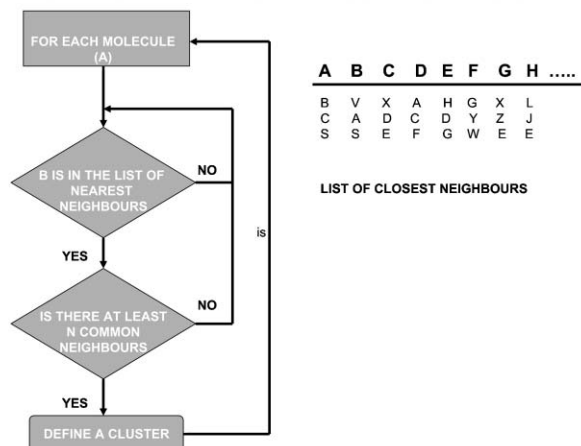 FOR EACH MOLECULE
(A)
B IS IN THE LIST OF
NEAREST
NEIGHBOURS
NO
YES
IS THERE AT LEAST
N COMMON
NEIGHBOURS
NO
YES
DEFINE A CLUSTER
is
A B C D E F G H .....
B V X A H G X L
C A D C D Y Z J
S S E F G W E E
LIST OF CLOSEST NEIGHBOURS